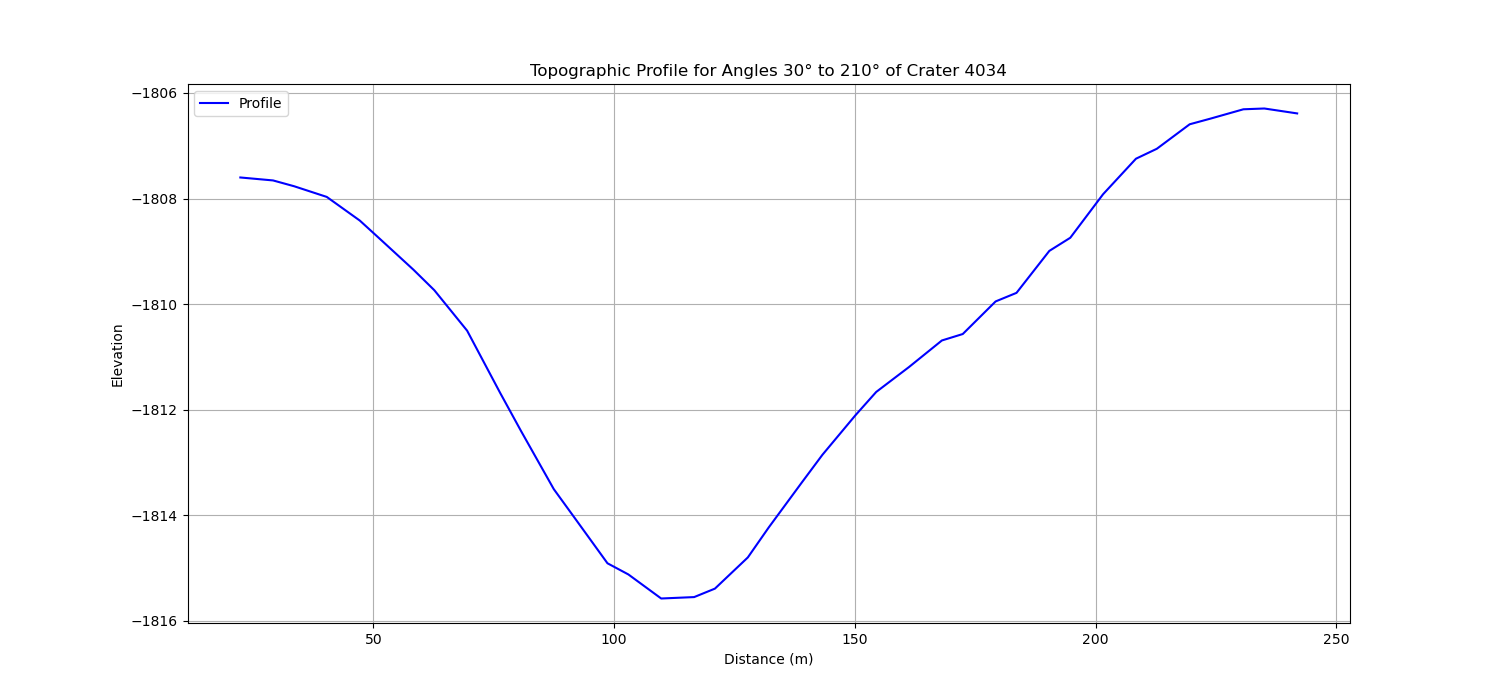 Topographic Profile for Angles 30° to 210° of Crater 4034
Profile
−1806
−1808
−1810
−1812
−1814
−1816
Elevation
50
100
150
200
250
Distance (m)